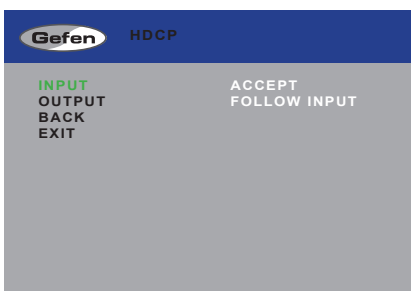 Gefen HDCP
INPUT ACCEPT
OUTPUT FOLLOW INPUT
BACK
EXIT